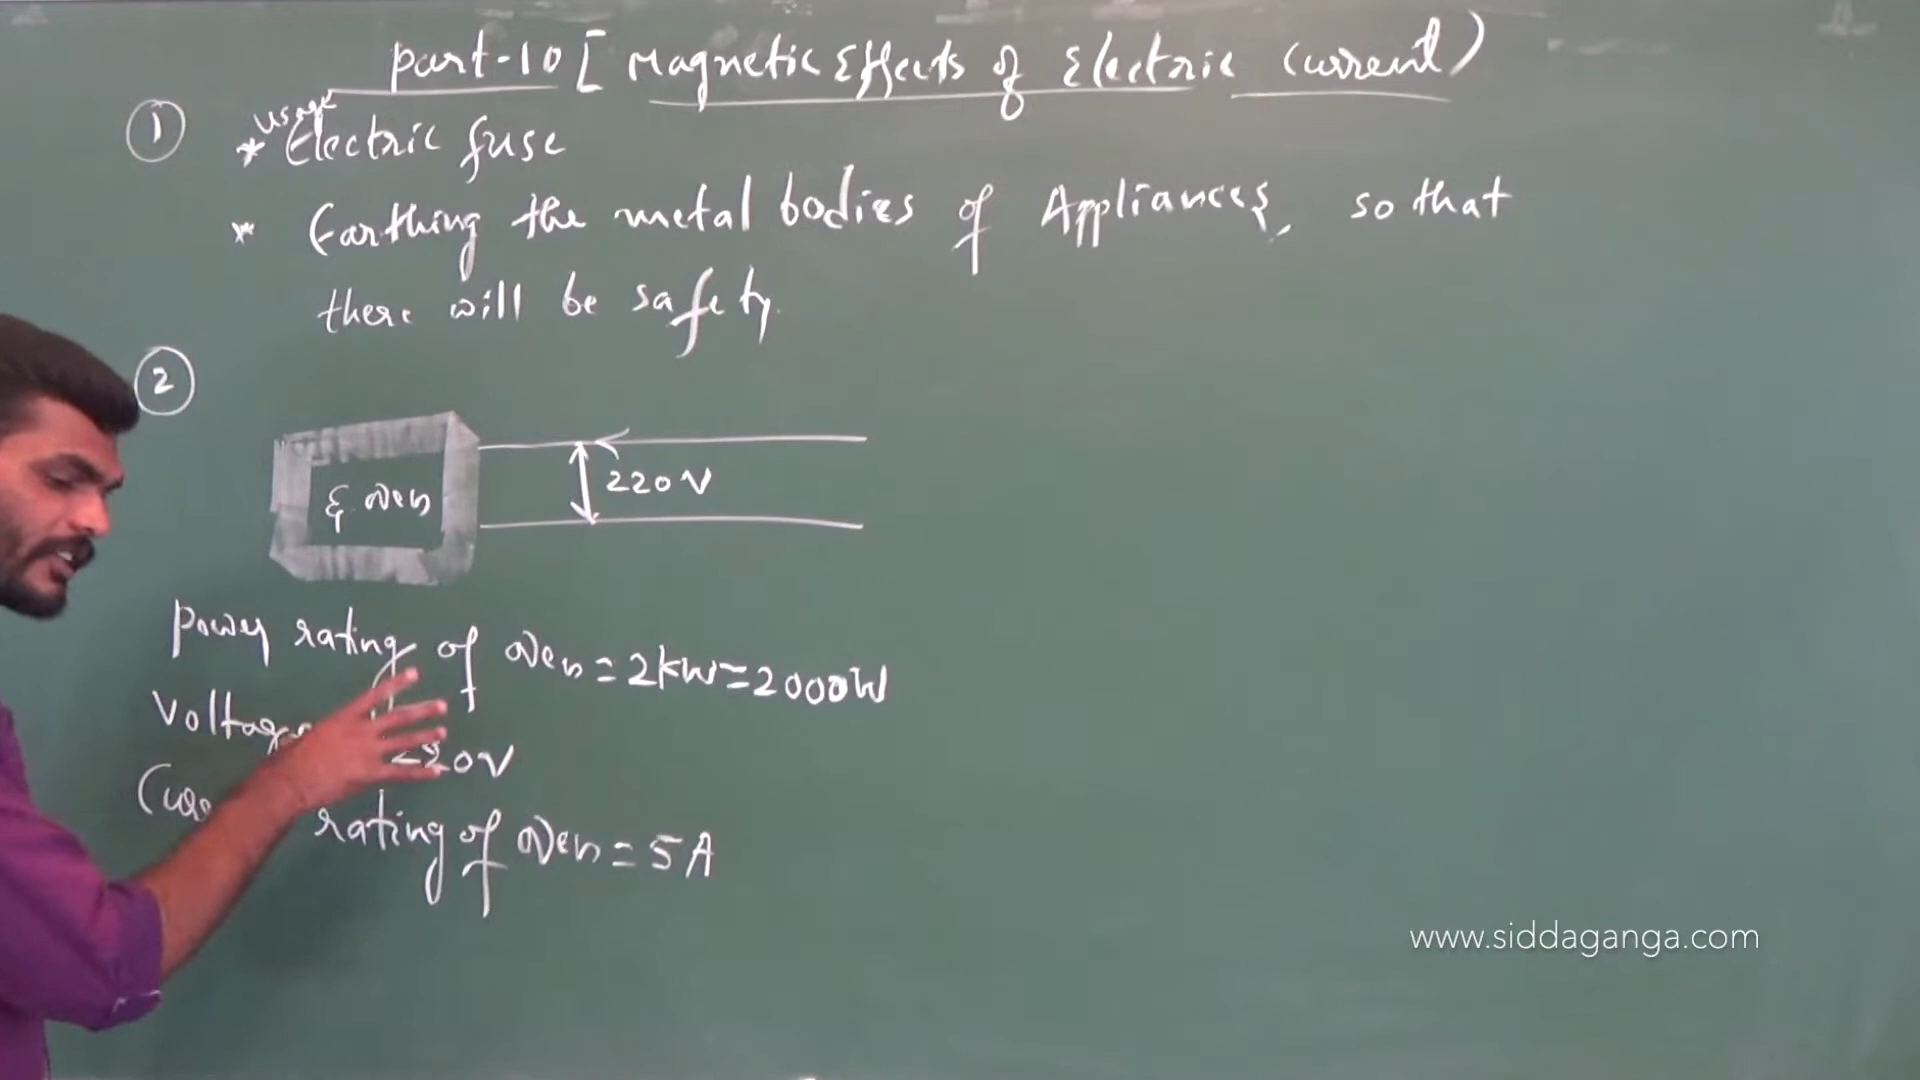 Part-10 [Magnetic Effects of Electric Current)
① usage
* Electric fuse
* Earthing the metal bodies of Appliances, so that
there will be safety.
②
E. oven
220V
Power rating of oven = 2kW = 2000W
Voltage 220V
rating of oven = 5A
www.siddaganga.com